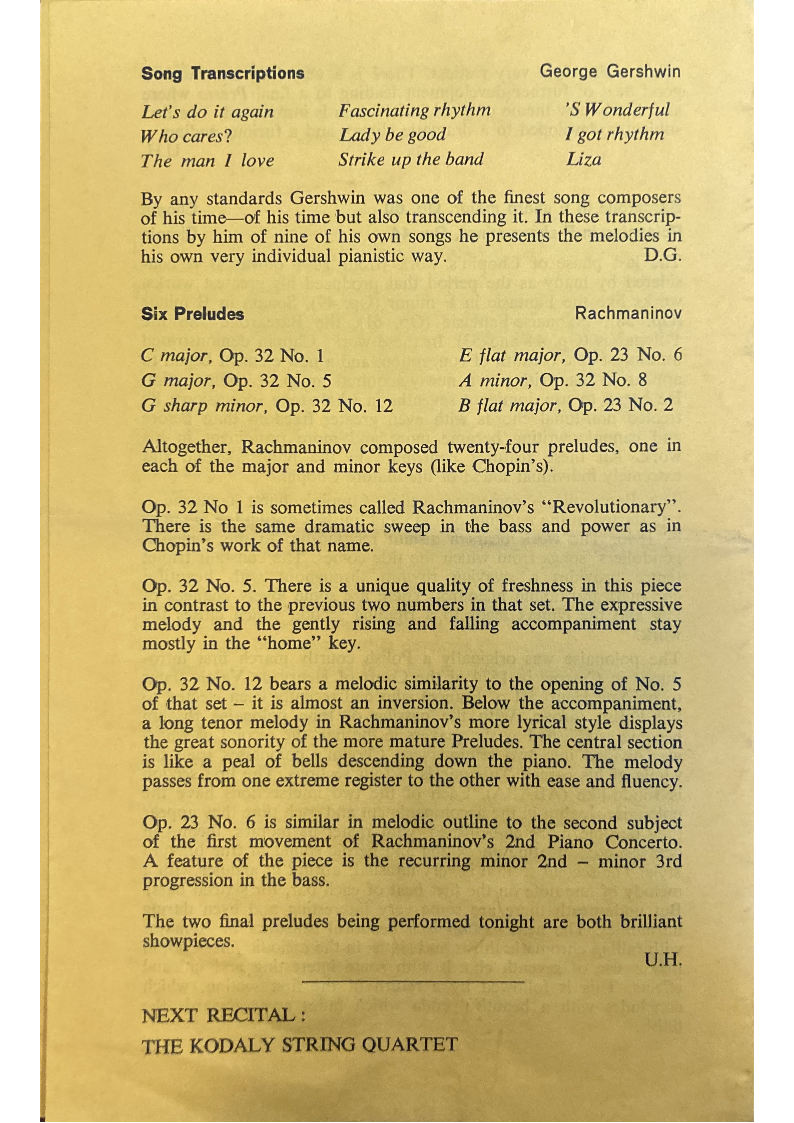 Song Transcriptions George Gershwin
Let's do it again Fascinating rhythm 'S Wonderful
Who cares? Lady be good I got rhythm
The man I love Strike up the band Liza
By any standards Gershwin was one of the finest song composers
of his time—of his time but also transcending it. In these transcrip-
tions by him of nine of his own songs he presents the melodies in
his own very individual pianistic way. D.G.
Six Preludes Rachmaninov
C major, Op. 32 No. 1 E flat major, Op. 23 No. 6
G major, Op. 32 No. 5 A minor, Op. 32 No. 8
G sharp minor, Op. 32 No. 12 B flat major, Op. 23 No. 2
Altogether, Rachmaninov composed twenty-four preludes, one in
each of the major and minor keys (like Chopin's).
Op. 32 No 1 is sometimes called Rachmaninov's "Revolutionary".
There is the same dramatic sweep in the bass and power as in
Chopin's work of that name.
Op. 32 No. 5. There is a unique quality of freshness in this piece
in contrast to the previous two numbers in that set. The expressive
melody and the gently rising and falling accompaniment stay
mostly in the "home" key.
Op. 32 No. 12 bears a melodic similarity to the opening of No. 5
of that set – it is almost an inversion. Below the accompaniment,
a long tenor melody in Rachmaninov's more lyrical style displays
the great sonority of the more mature Preludes. The central section
is like a peal of bells descending down the piano. The melody
passes from one extreme register to the other with ease and fluency.
Op. 23 No. 6 is similar in melodic outline to the second subject
of the first movement of Rachmaninov's 2nd Piano Concerto.
A feature of the piece is the recurring minor 2nd – minor 3rd
progression in the bass.
The two final preludes being performed tonight are both brilliant
showpieces.
U.H.
NEXT RECITAL :
THE KODALY STRING QUARTET